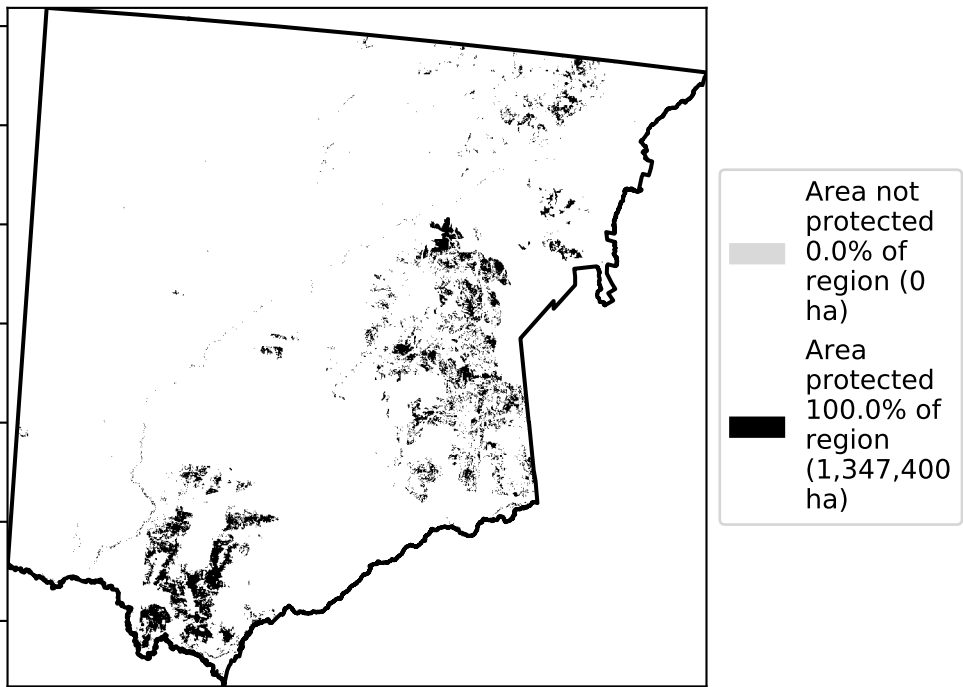 Area not
protected
0.0% of
region (0
ha)
Area
protected
100.0% of
region
(1,347,400
ha)